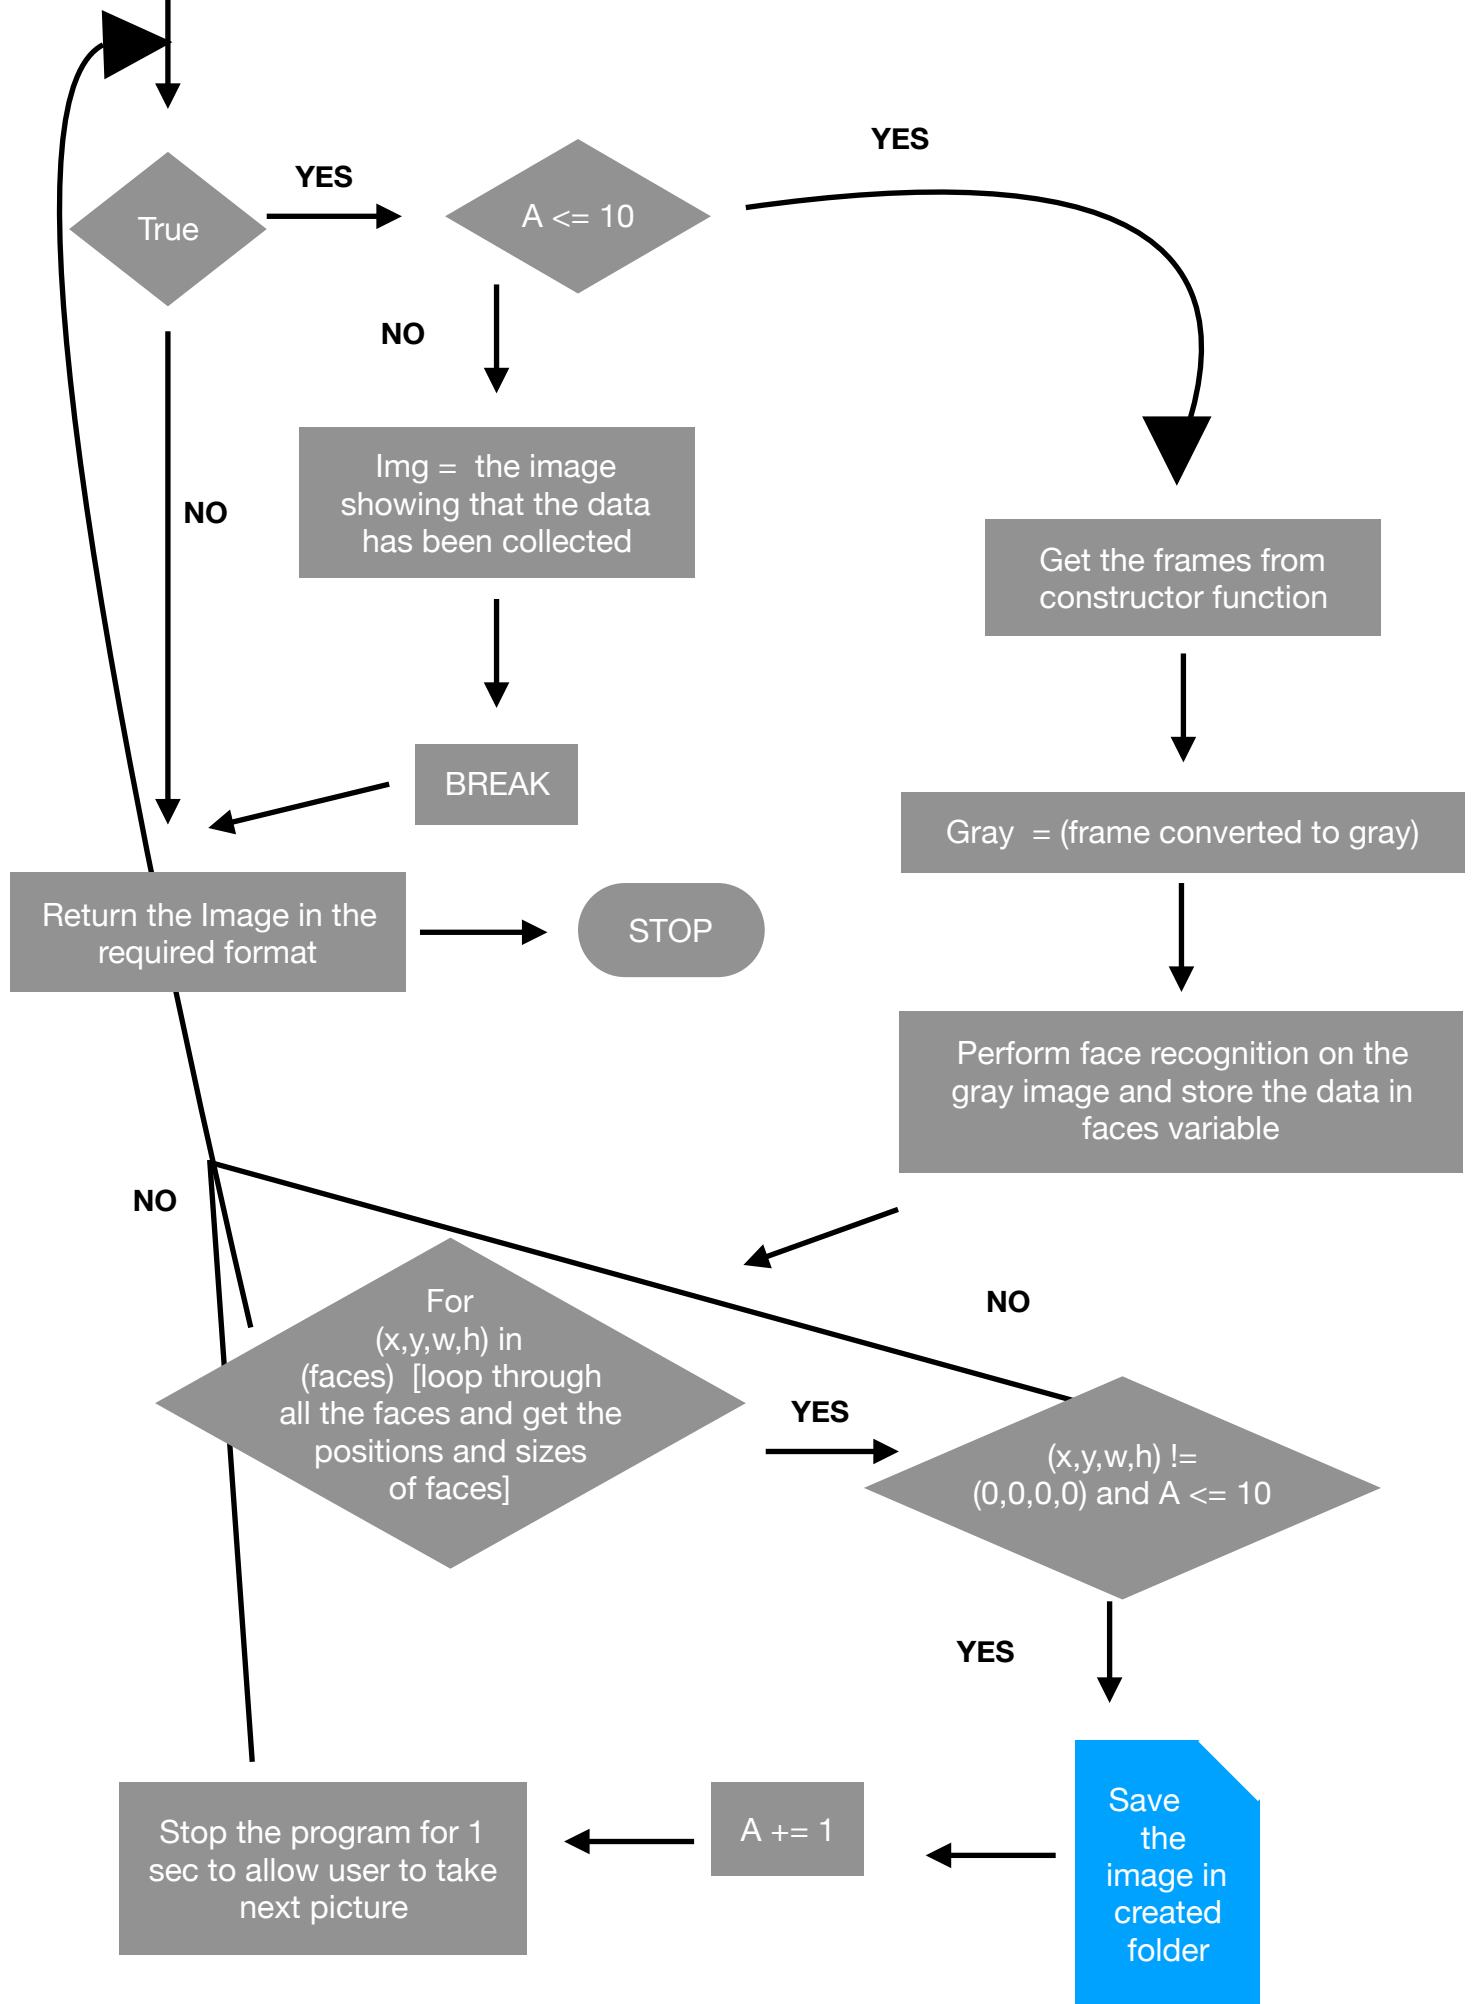 YES
True
YES
A <= 10
NO
NO
Img =  the image
showing that the data
has been collected
Get the frames from
constructor function
BREAK
Gray  = (frame converted to gray)
Return the Image in the
required format
STOP
Perform face recognition on the
gray image and store the data in
faces variable
NO
For
(x,y,w,h) in
(faces)  [loop through
all the faces and get the
positions and sizes
of faces]
NO
YES
(x,y,w,h) !=
(0,0,0,0) and A <= 10
YES
Save
the
image in
created
folder
A += 1
Stop the program for 1
sec to allow user to take
next picture